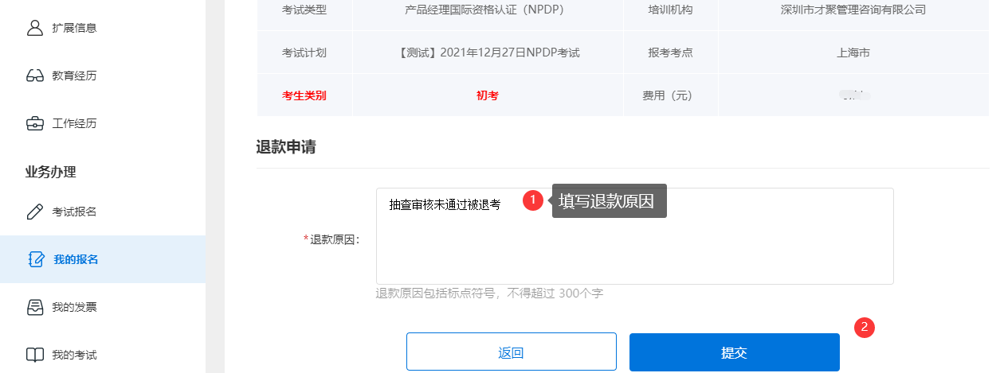 扩展信息
教育经历
工作经历
业务办理
考试报名
我的报名
我的发票
我的考试
考试类型 产品经理国际资格认证（NPDP） 培训机构 深圳市才聚管理咨询有限公司
考试计划 【测试】2021年12月27日NPDP考试 报考考点 上海市
考生类别 初考 费用（元）
退款申请
*退款原因：
抽查审核未通过被退考
1 填写退款原因
退款原因包括标点符号，不得超过 300个字
2
返回 提交